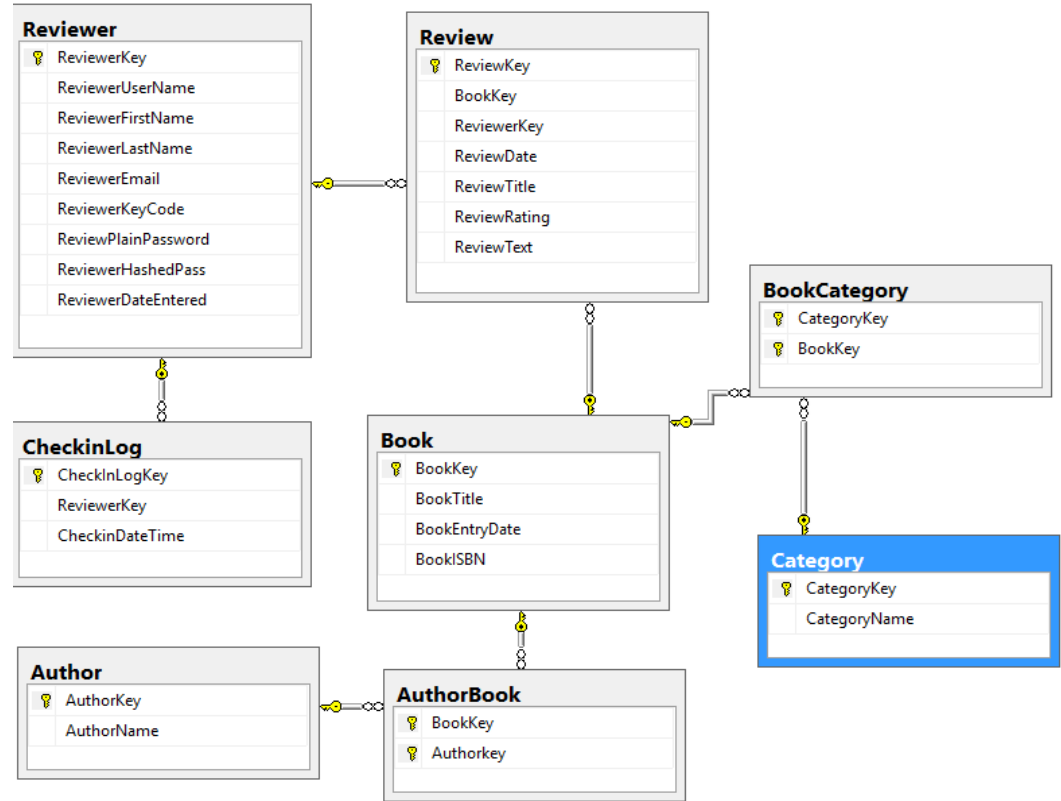 Reviewer
ReviewerKey
ReviewerUserName
ReviewerFirstName
ReviewerLastName
ReviewerEmail
ReviewerKeyCode
ReviewPlainPassword
ReviewerHashedPass
ReviewerDateEntered
Review
ReviewKey
BookKey
ReviewerKey
ReviewDate
ReviewTitle
ReviewRating
ReviewText
BookCategory
CategoryKey
BookKey
CheckinLog
CheckInLogKey
ReviewerKey
CheckinDateTime
Book
BookKey
BookTitle
BookEntryDate
BookISBN
Category
CategoryKey
CategoryName
Author
AuthorKey
AuthorName
AuthorBook
BookKey
Authorkey